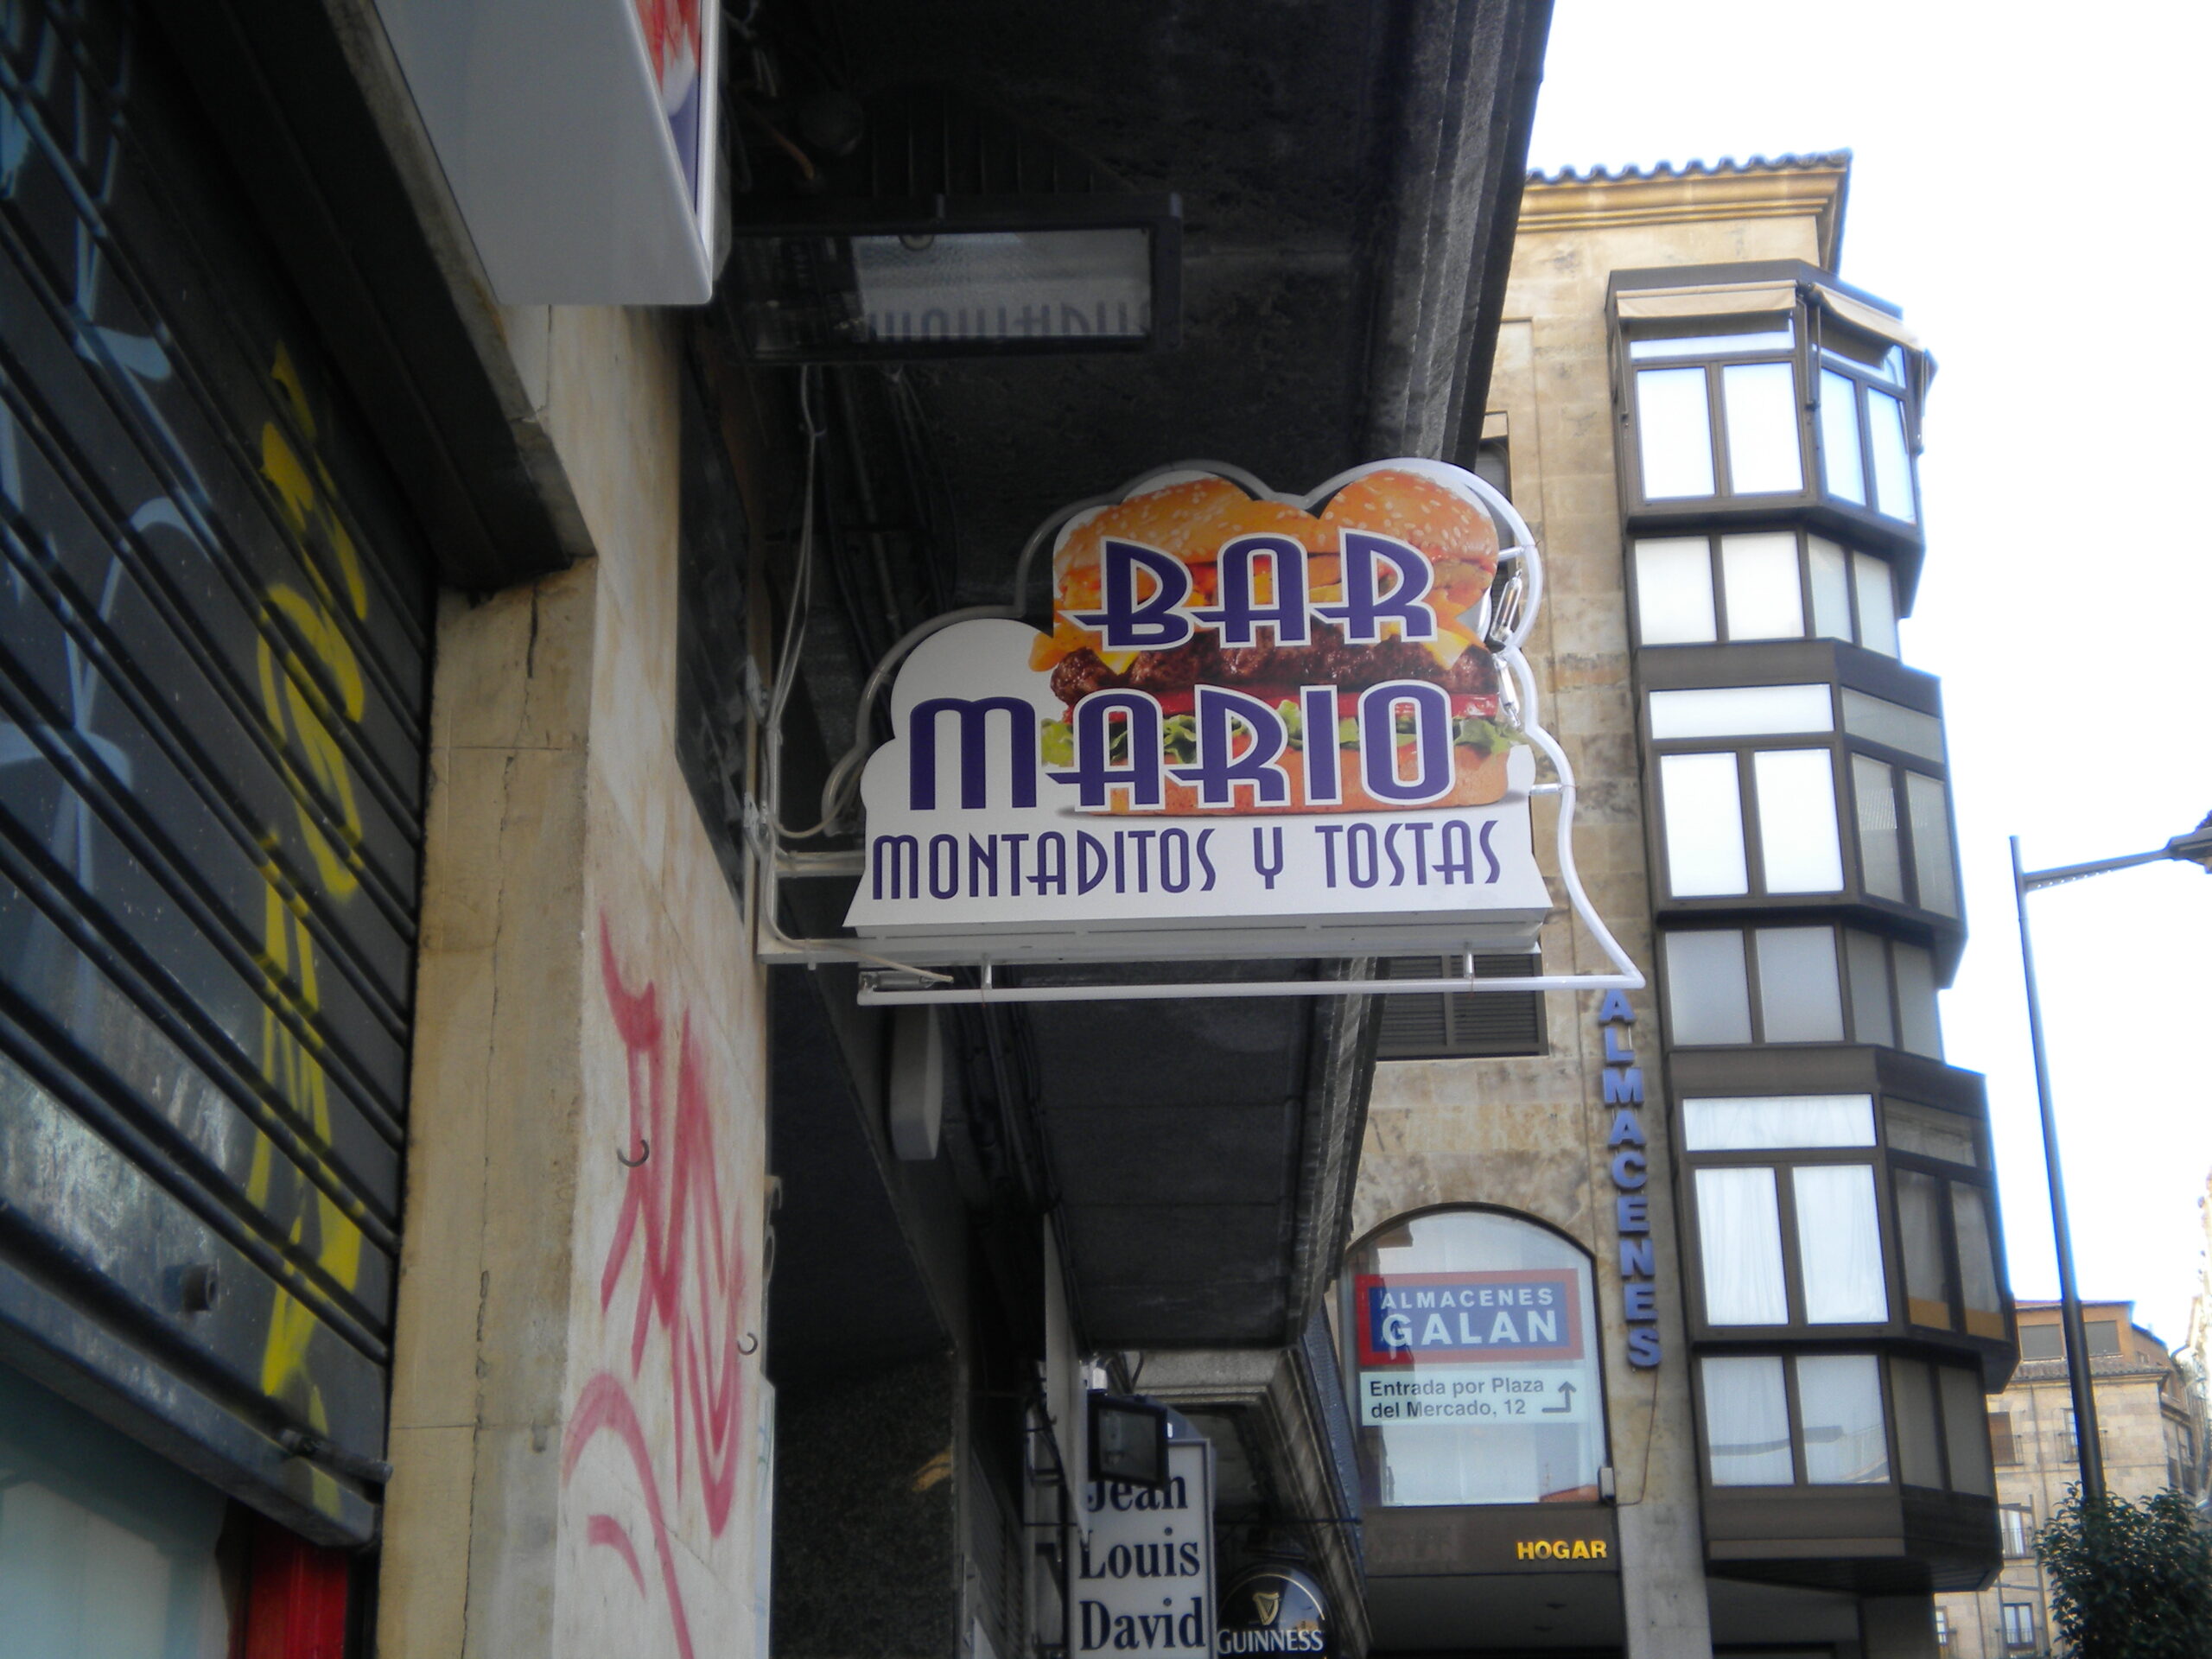 BAR
MARIO
MONTADITOS Y TOSTAS
ALMACENES
ALMACENES
GALAN
Entrada por Plaza
del Mercado, 12
HOGAR
Jean
Louis
David
GUINNESS